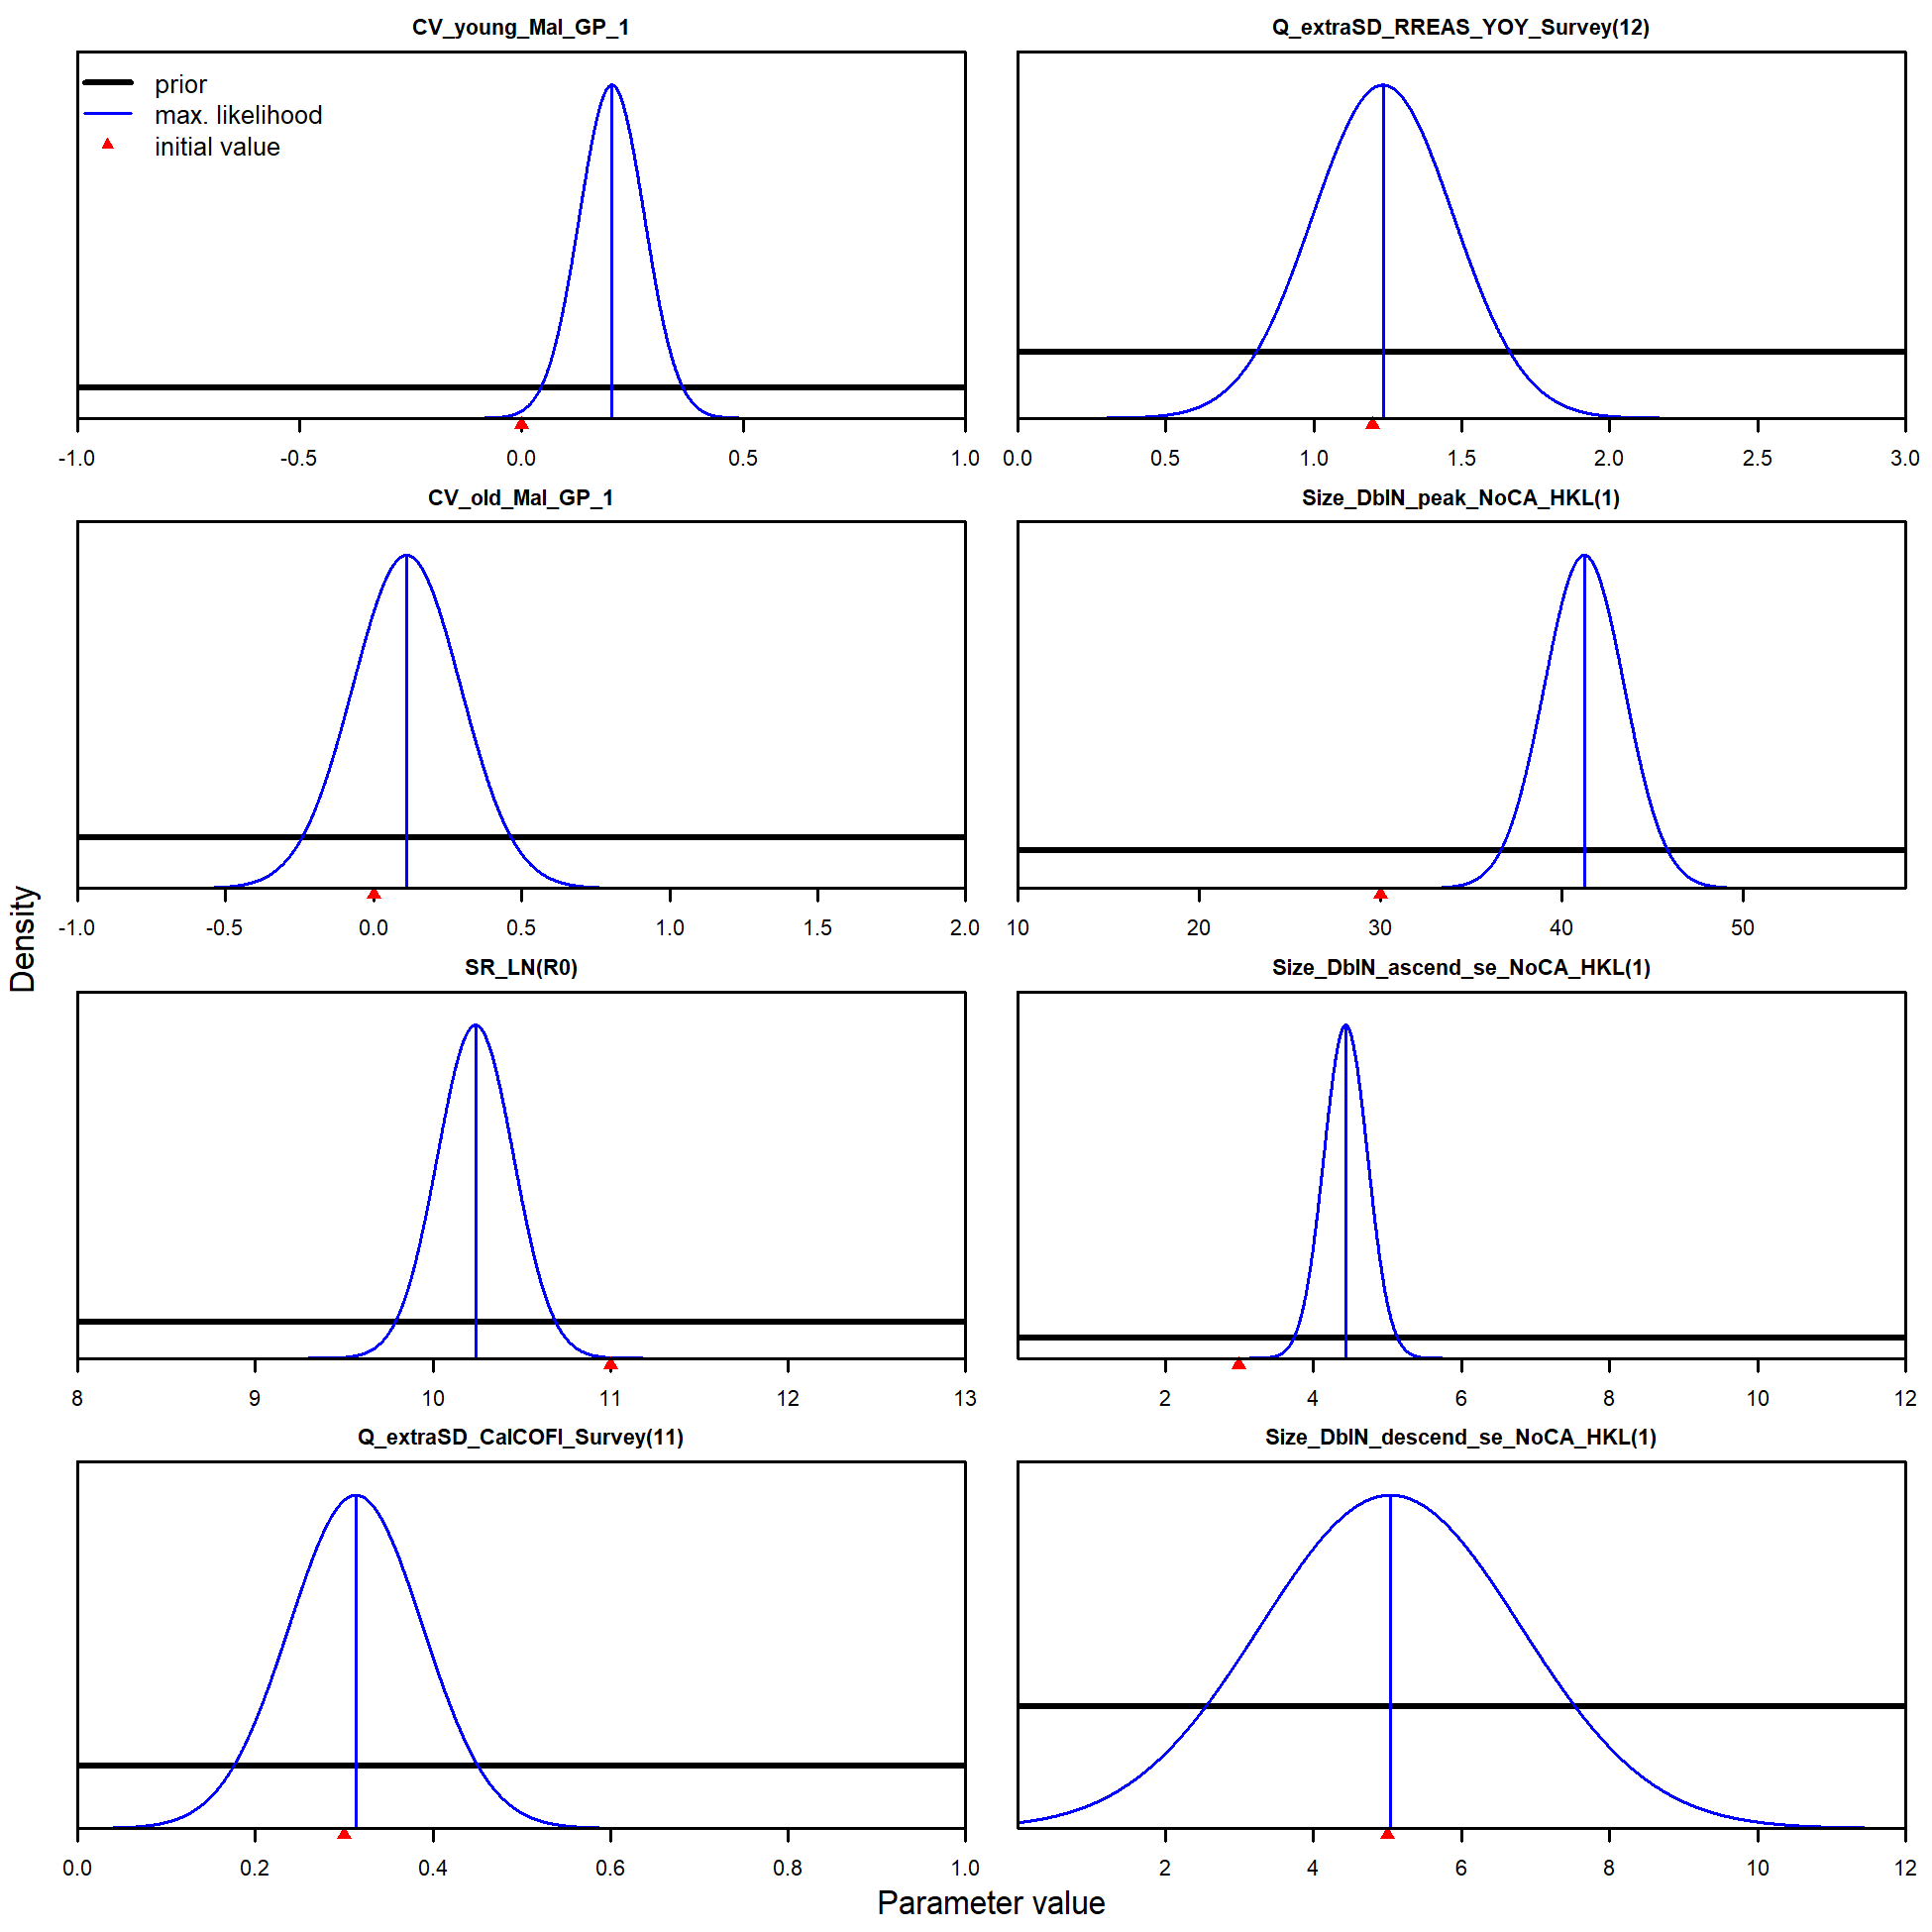 CV_young_Mal_GP_1
prior
max. likelihood
initial value
-1.0 -0.5 0.0 0.5 1.0
Q_extraSD_RREAS_YOY_Survey(12)
0.0 0.5 1.0 1.5 2.0 2.5 3.0
CV_old_Mal_GP_1
-1.0 -0.5 0.0 0.5 1.0 1.5 2.0
Size_DblN_peak_NoCA_HKL(1)
10 20 30 40 50
SR_LN(R0)
8 9 10 11 12 13
Size_DblN_ascend_se_NoCA_HKL(1)
2 4 6 8 10 12
Q_extraSD_CalCOFI_Survey(11)
0.0 0.2 0.4 0.6 0.8 1.0
Size_DblN_descend_se_NoCA_HKL(1)
2 4 6 8 10 12
Density
Parameter value